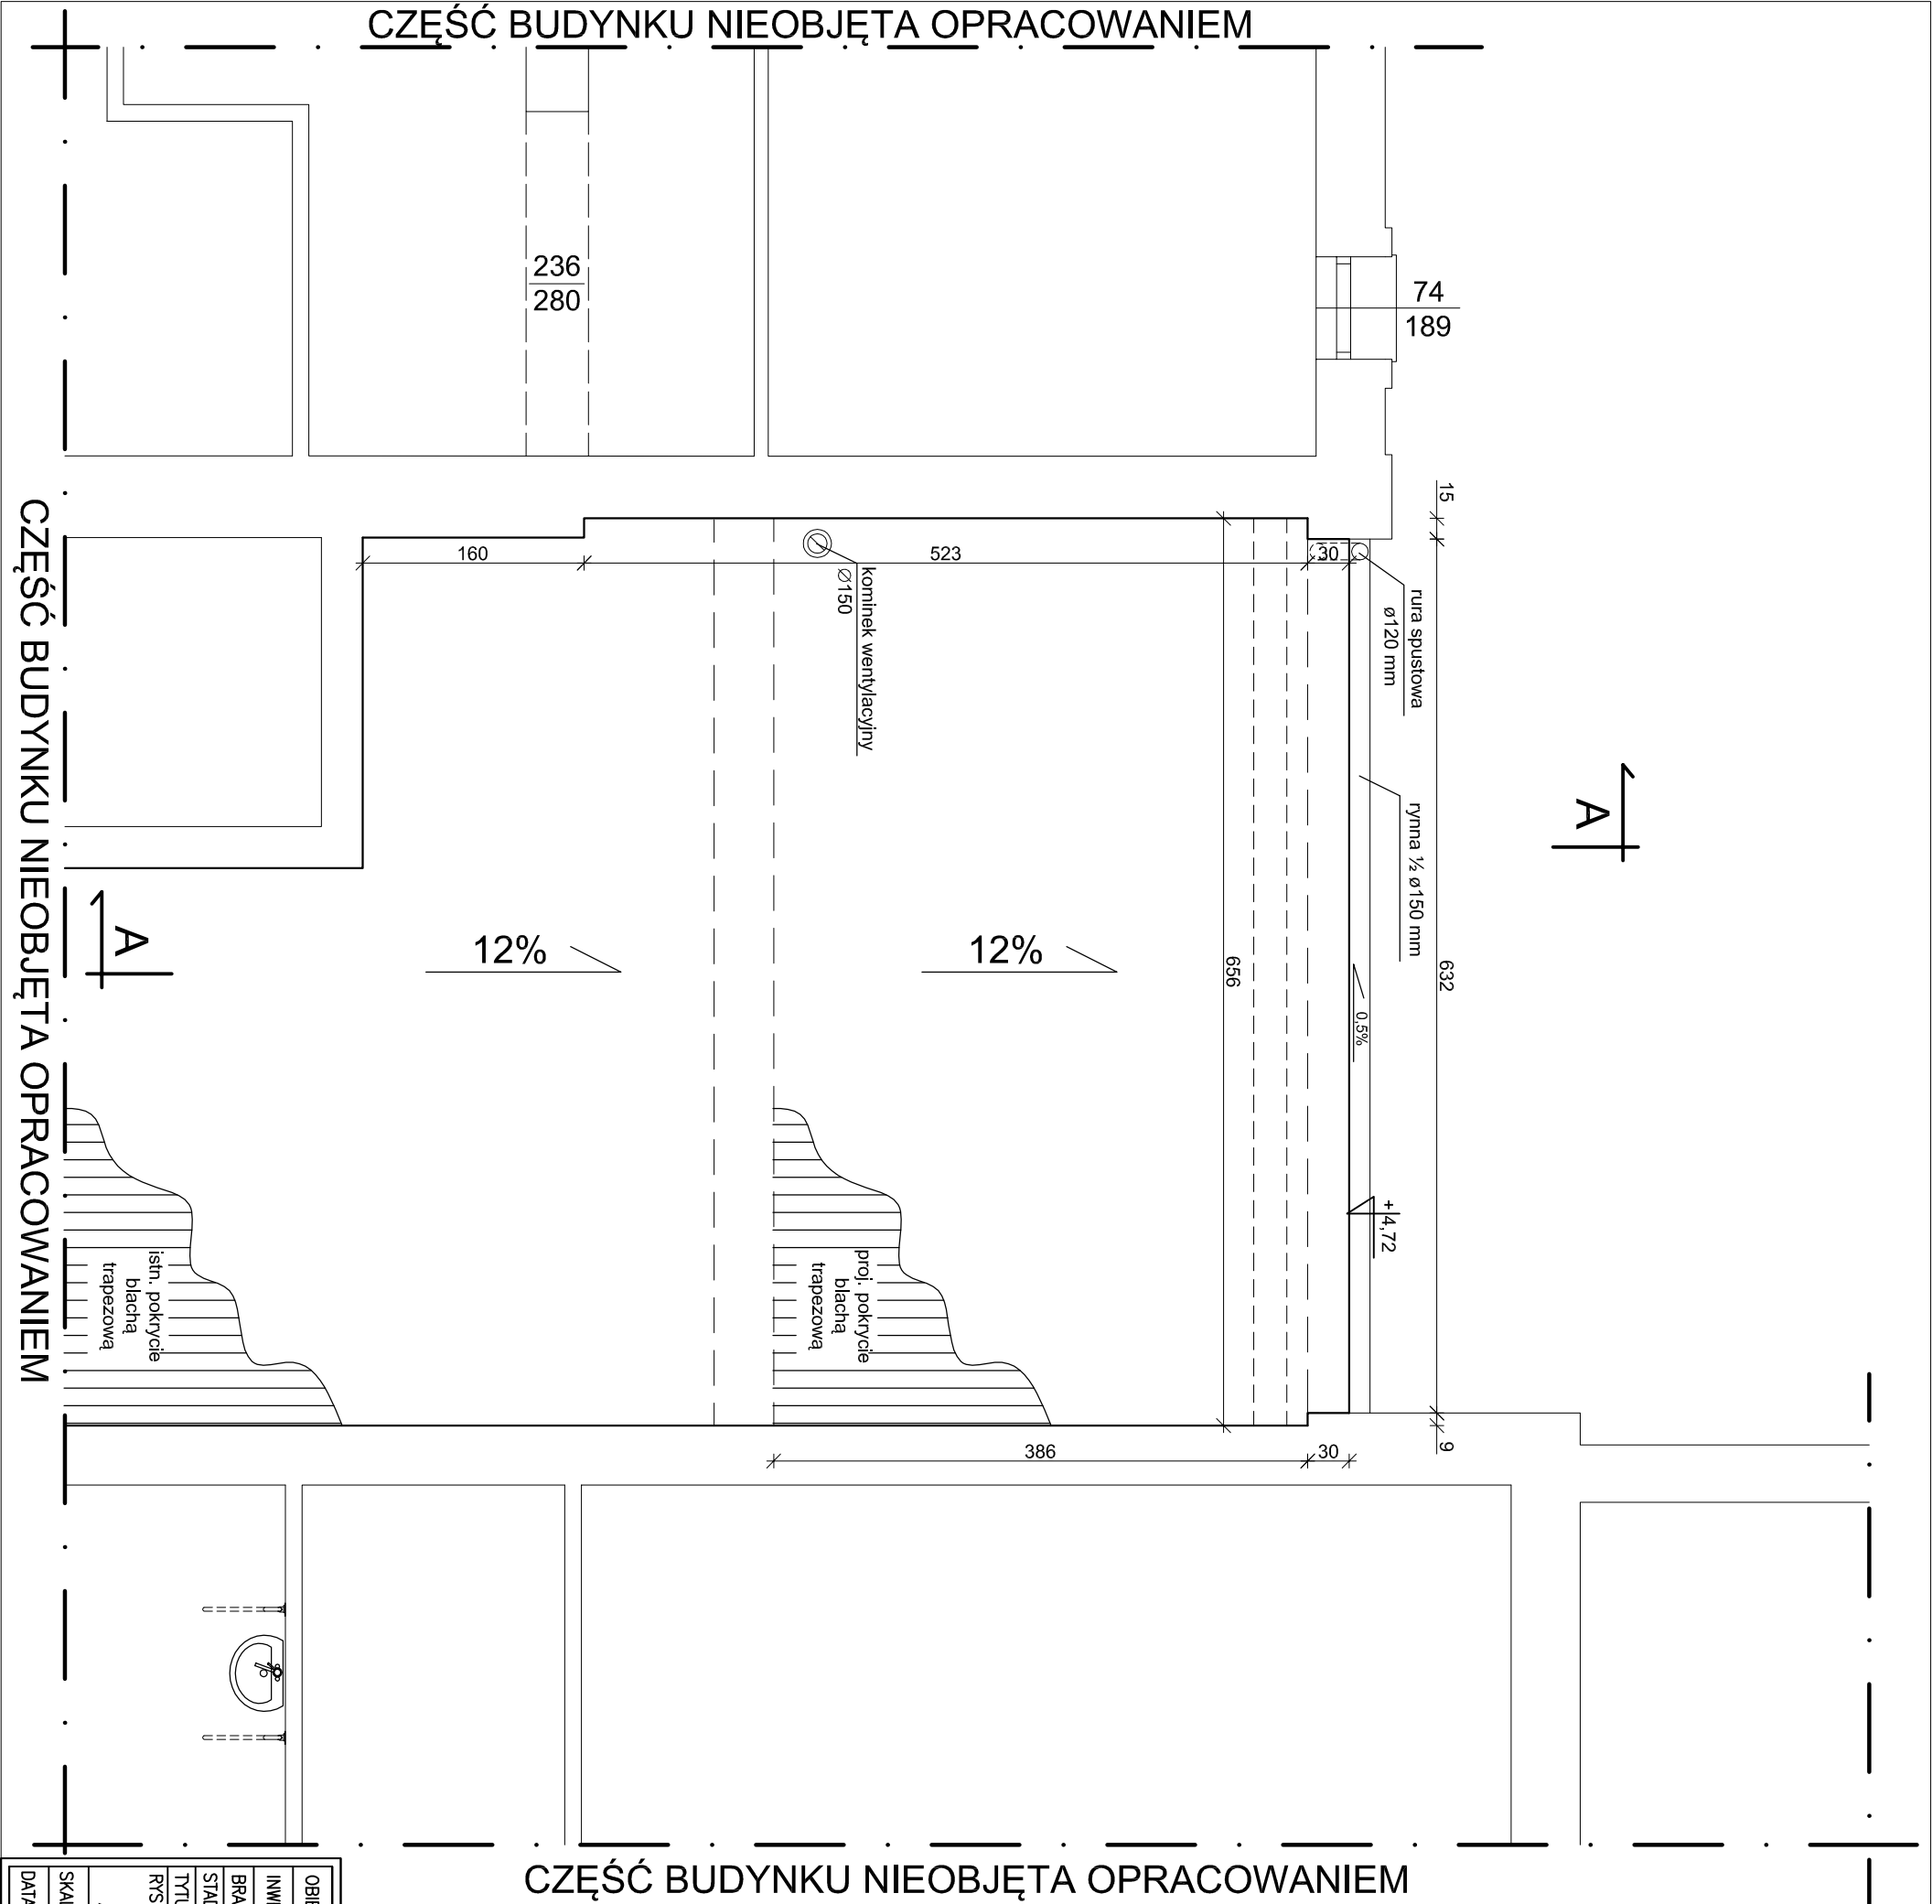 CZĘŚĆ BUDYNKU NIEOBJĘTA OPRACOWANIEM
236
280
74
189
15
160
523
30
kominek wentylacyjny
Ø150
rura spustowa
ø120 mm
A
rynna ½ ø150 mm
632
656
0,5%
12%
12%
A
CZĘŚĆ BUDYNKU NIEOBJĘTA OPRACOWANIEM
+4,72
istn. pokrycie
blachą
trapezową
proj. pokrycie
blachą
trapezową
386
30
9
CZĘŚĆ BUDYNKU NIEOBJĘTA OPRACOWANIEM
DATA